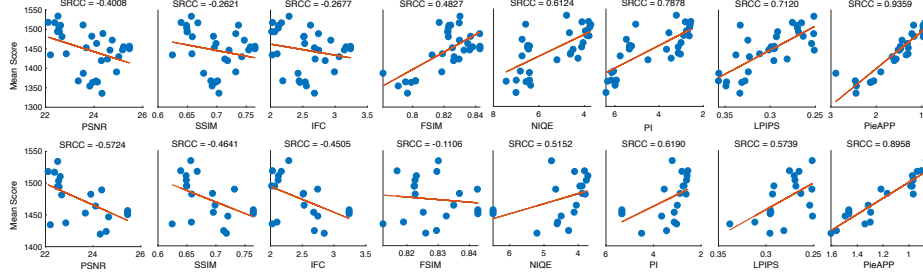 SRCC = -0.4008 SRCC = -0.2621 SRCC = -0.2677 SRCC = 0.4827 SRCC = 0.6124 SRCC = 0.7878 SRCC = 0.7120 SRCC = 0.9359
Mean Score
1500
1450
1400
1350
1300
22 24 26 0.6 0.65 0.7 0.75 2 2.5 3 3.5 0.8 0.82 0.84 8 6 4 6 4 2 0.35 0.3 0.25 3 2 1
PSNR SSIM IFC FSIM NIQE PI LPIPS PieAPP
SRCC = -0.5724 SRCC = -0.4641 SRCC = -0.4505 SRCC = -0.1106 SRCC = 0.5152 SRCC = 0.6190 SRCC = 0.5739 SRCC = 0.8958
Mean Score
1550
1500
1450
1400
22 24 26 0.6 0.65 0.7 0.75 2 2.5 3 3.5 0.82 0.83 0.84 6 5 4 6 4 2 0.35 0.3 0.25 1.6 1.4 1.2 1
PSNR SSIM IFC FSIM NIQE PI LPIPS PieAPP